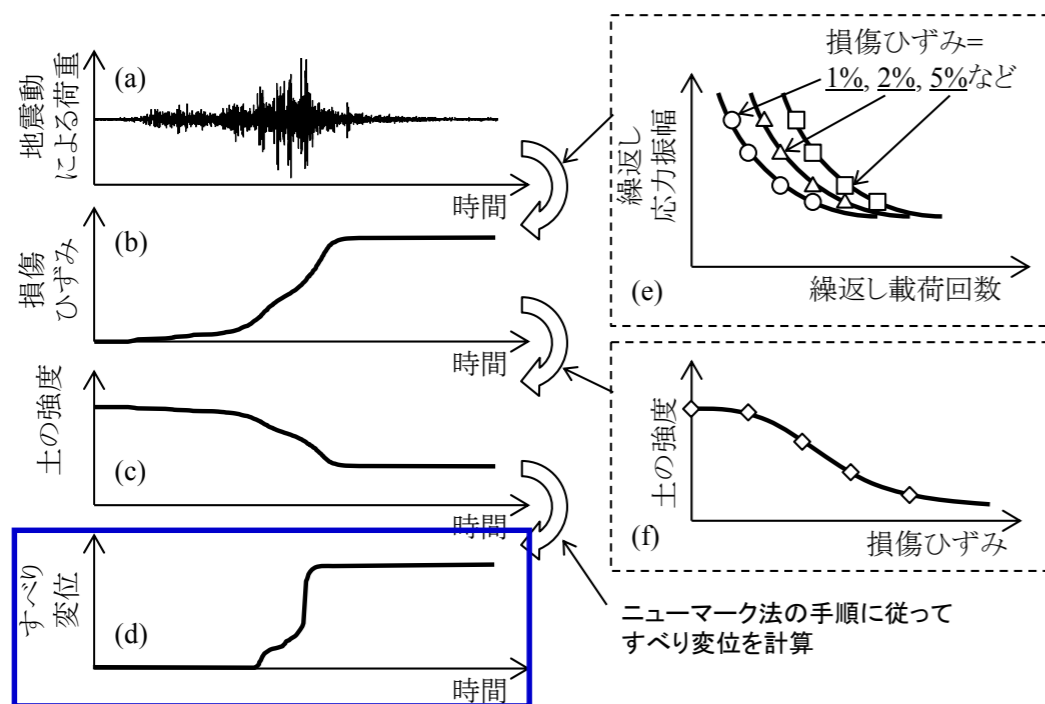 地震動
による荷重
(a)
時間
損傷
ひずみ
(b)
時間
土の強度
(c)
時間
すべり
変位
(d)
時間
損傷ひずみ=
1%, 2%, 5%など
繰返し
応力振幅
(e)
繰返し載荷回数
土の強度
(f)
損傷ひずみ
ニューマーク法の手順に従って
すべり変位を計算